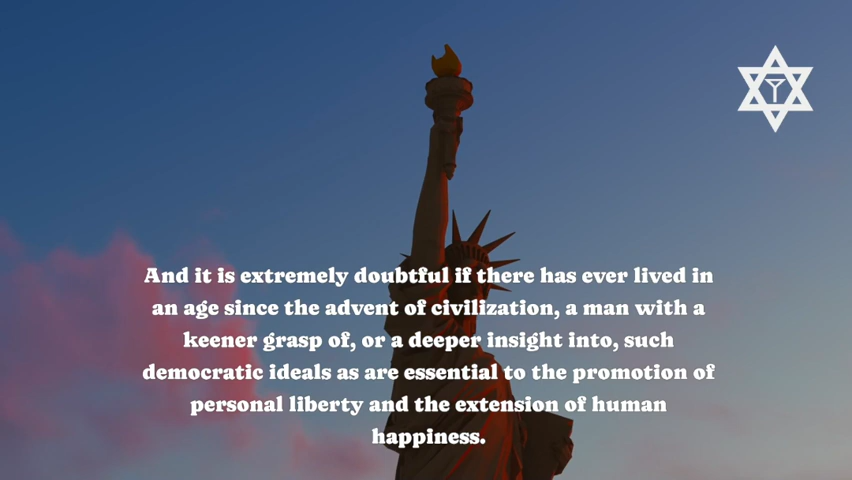 And it is extremely doubtful if there has ever lived in
an age since the advent of civilization, a man with a
keener grasp of, or a deeper insight into, such
democratic ideals as are essential to the promotion of
personal liberty and the extension of human
happiness.